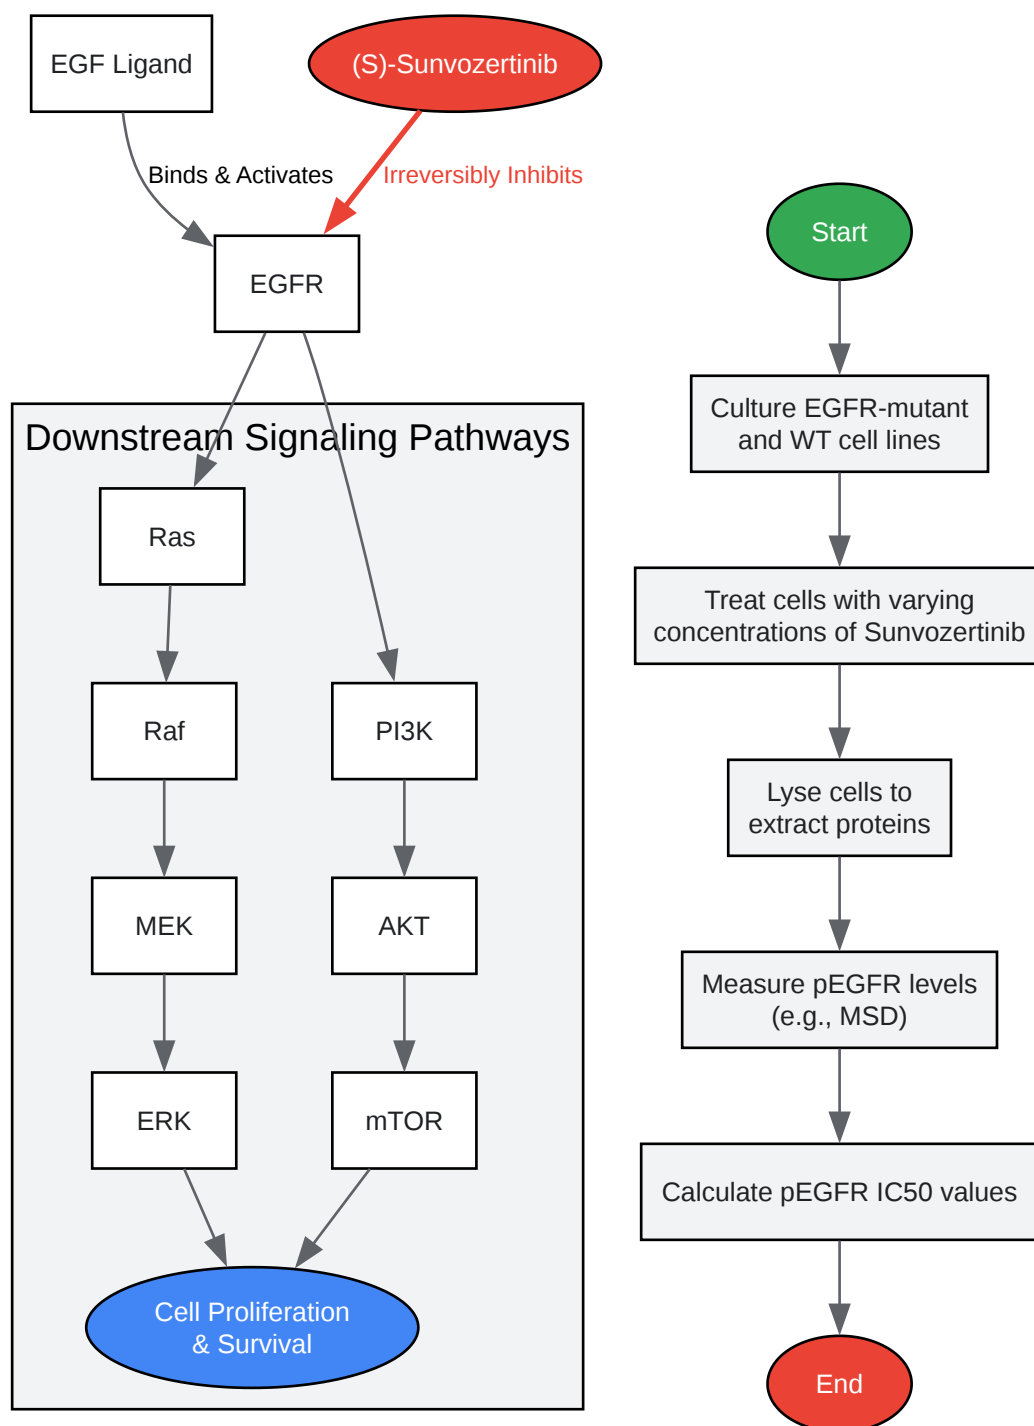 EGF Ligand
(S)-Sunvozertinib
Binds & Activates
Irreversibly Inhibits
EGFR
Downstream Signaling Pathways
Ras
Raf
PI3K
MEK
AKT
ERK
mTOR
Cell Proliferation
& Survival
Start
Culture EGFR-mutant
and WT cell lines
Treat cells with varying
concentrations of Sunvozertinib
Lyse cells to
extract proteins
Measure pEGFR levels
(e.g., MSD)
Calculate pEGFR IC50 values
End